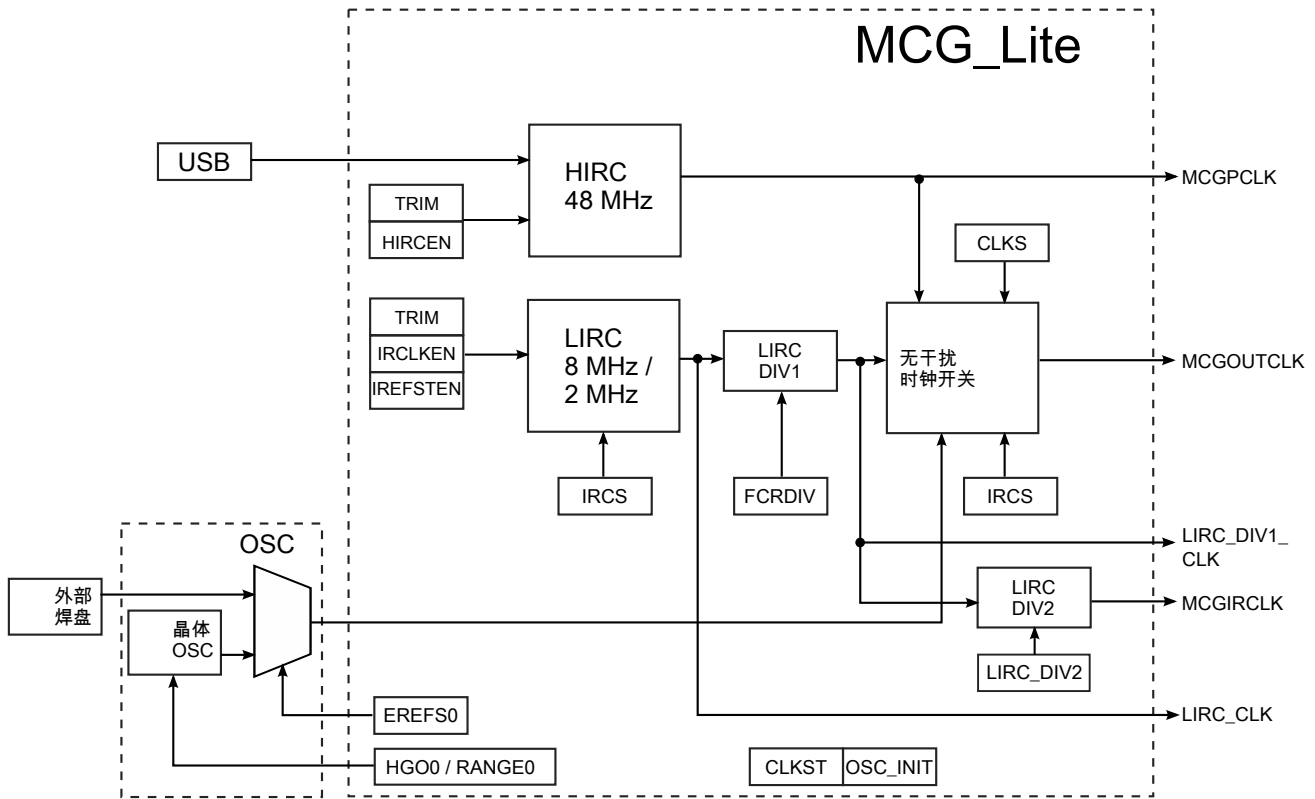 MCG_Lite
USB
HIRC
48 MHz
MCGPCLK
TRIM
HIRCEN
CLKS
TRIM
IRCLKEN
IREFSTEN
LIRC
8 MHz /
2 MHz
LIRC
DIV1
无干扰
时钟开关
MCGOUTCLK
IRCS
FCRDIV
IRCS
OSC
LIRC_DIV1_
CLK
外部
焊盘
晶体
OSC
LIRC
DIV2
MCGIRCLK
LIRC_DIV2
EREFS0
LIRC_CLK
HGO0 / RANGE0
CLKST
OSC_INIT